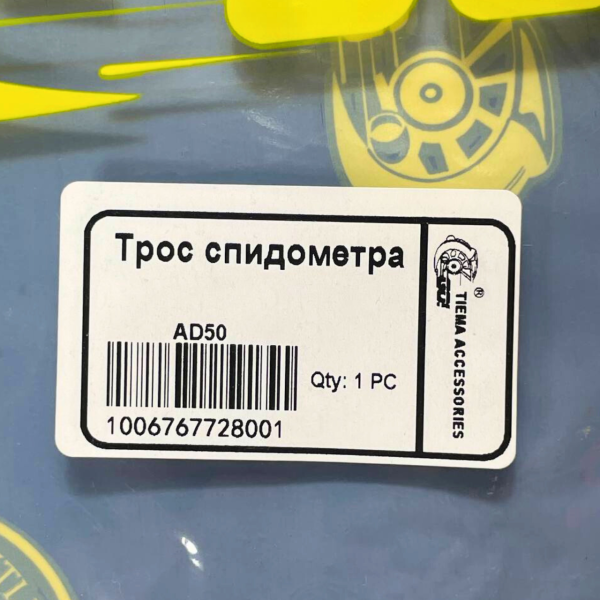 Трос спидометра
AD50
Qty: 1 PC
1006767728001
TIEMA ACCESSORIES
®